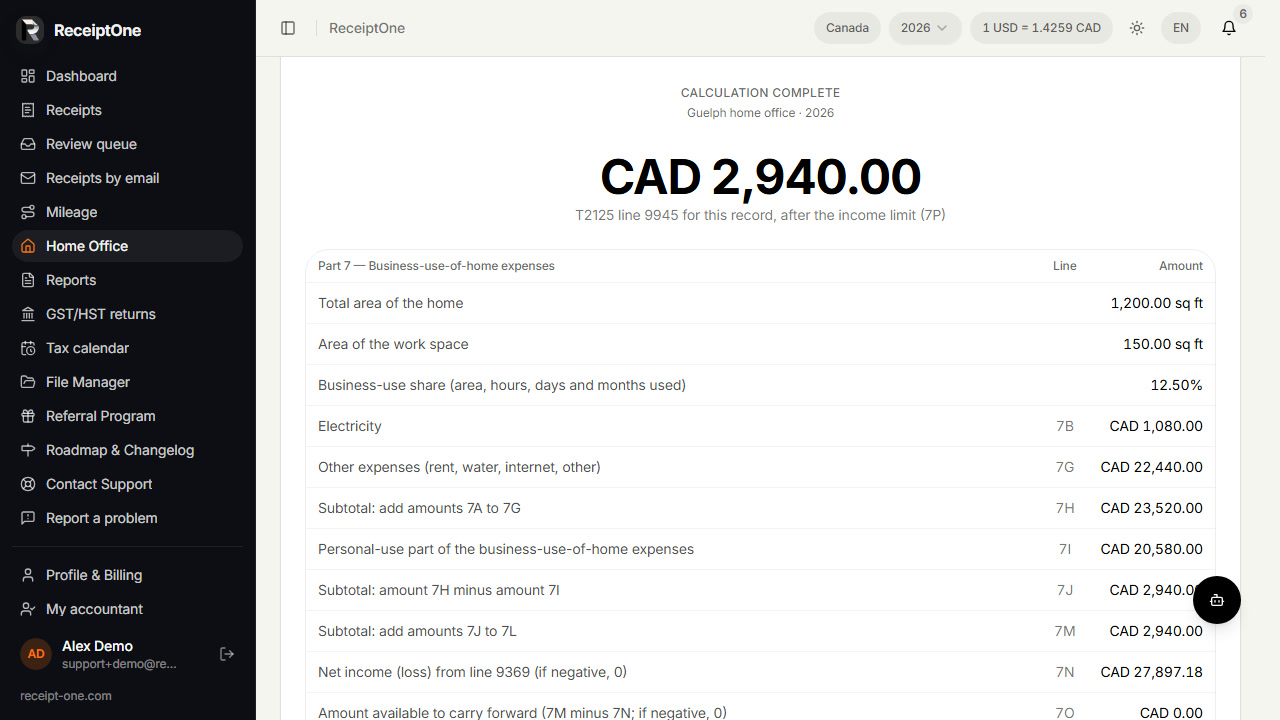 ReceiptOne
Dashboard
Receipts
Review queue
Receipts by email
Mileage
Home Office
Reports
GST/HST returns
Tax calendar
File Manager
Referral Program
Roadmap & Changelog
Contact Support
Report a problem
Profile & Billing
My accountant
AD
Alex Demo
support+demo@re...
receipt-one.com
ReceiptOne
Canada
2026
1 USD = 1.4259 CAD
EN
6
CALCULATION COMPLETE
Guelph home office · 2026
CAD 2,940.00
T2125 line 9945 for this record, after the income limit (7P)
Part 7 — Business-use-of-home expenses Line Amount
Total area of the home 1,200.00 sq ft
Area of the work space 150.00 sq ft
Business-use share (area, hours, days and months used) 12.50%
Electricity 7B CAD 1,080.00
Other expenses (rent, water, internet, other) 7G CAD 22,440.00
Subtotal: add amounts 7A to 7G 7H CAD 23,520.00
Personal-use part of the business-use-of-home expenses 7I CAD 20,580.00
Subtotal: amount 7H minus amount 7I 7J CAD 2,940.00
Subtotal: add amounts 7J to 7L 7M CAD 2,940.00
Net income (loss) from line 9369 (if negative, 0) 7N CAD 27,897.18
Amount available to carry forward (7M minus 7N; if negative, 0) 7O CAD 0.00